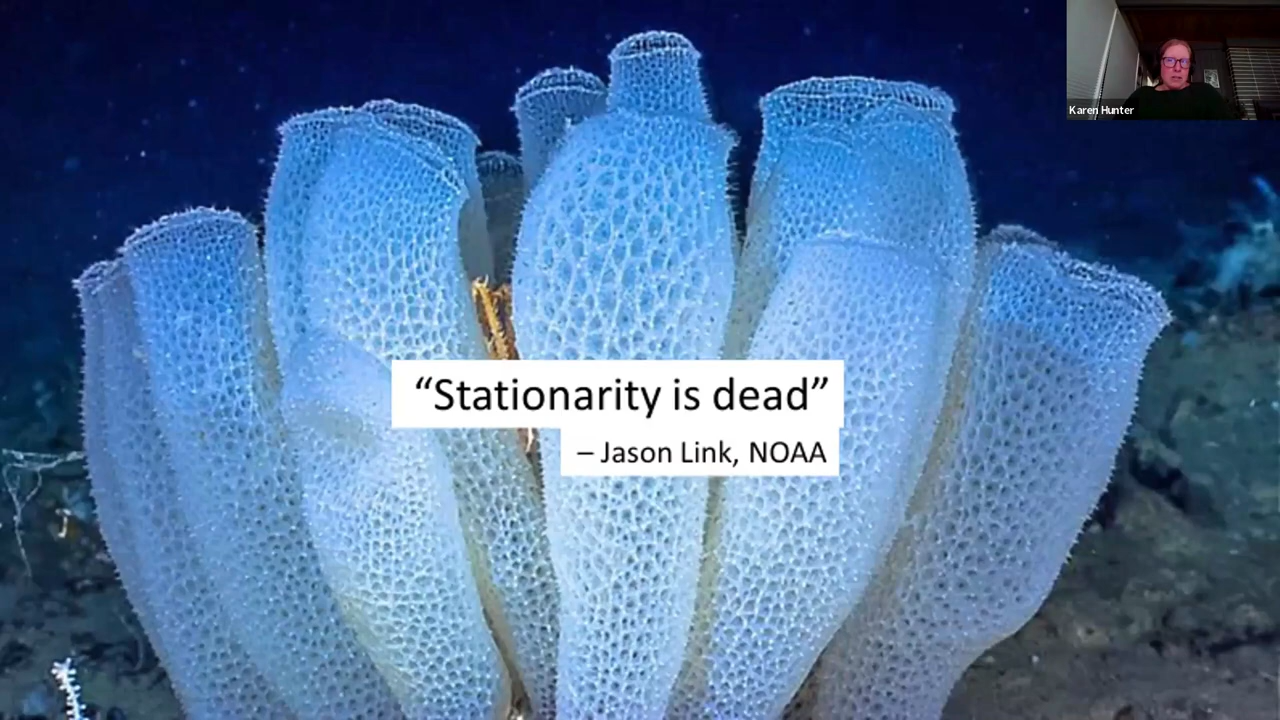 Karen Hunter
“Stationarity is dead”
– Jason Link, NOAA